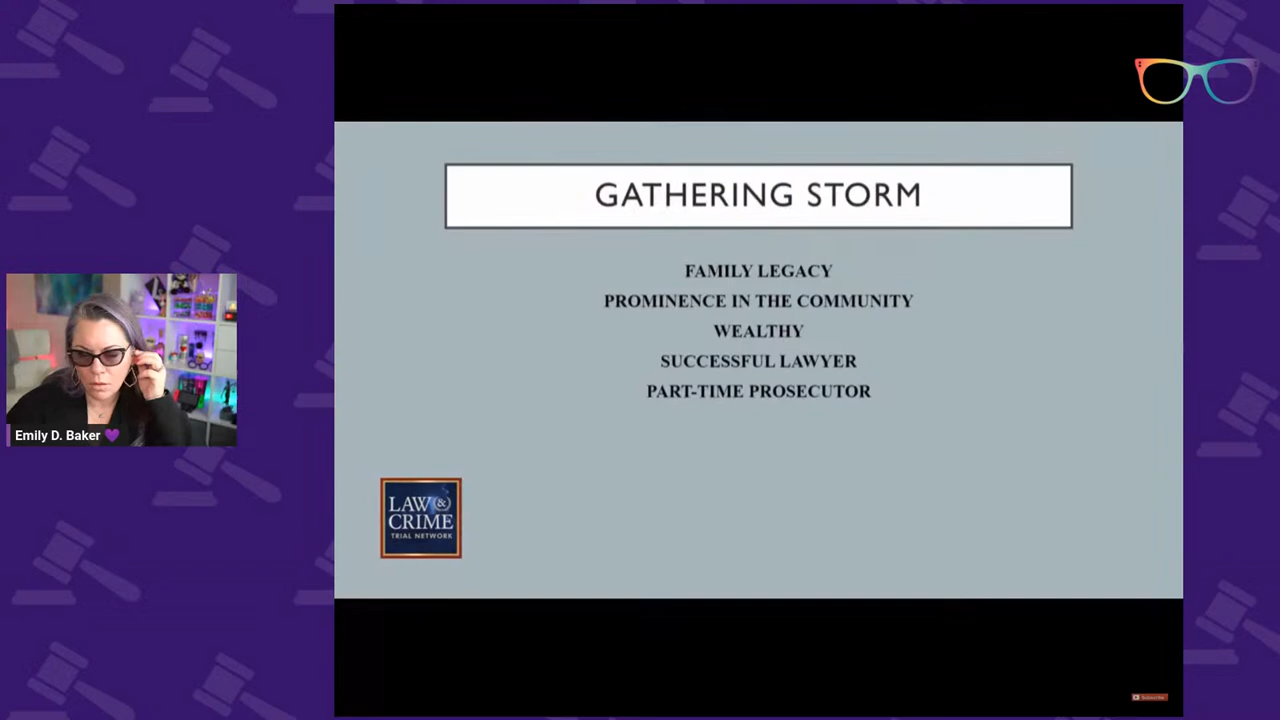 GATHERING STORM
FAMILY LEGACY
PROMINENCE IN THE COMMUNITY
WEALTHY
SUCCESSFUL LAWYER
PART-TIME PROSECUTOR
Emily D. Baker 💜
LAW &
CRIME
TRIAL NETWORK
Subscribe